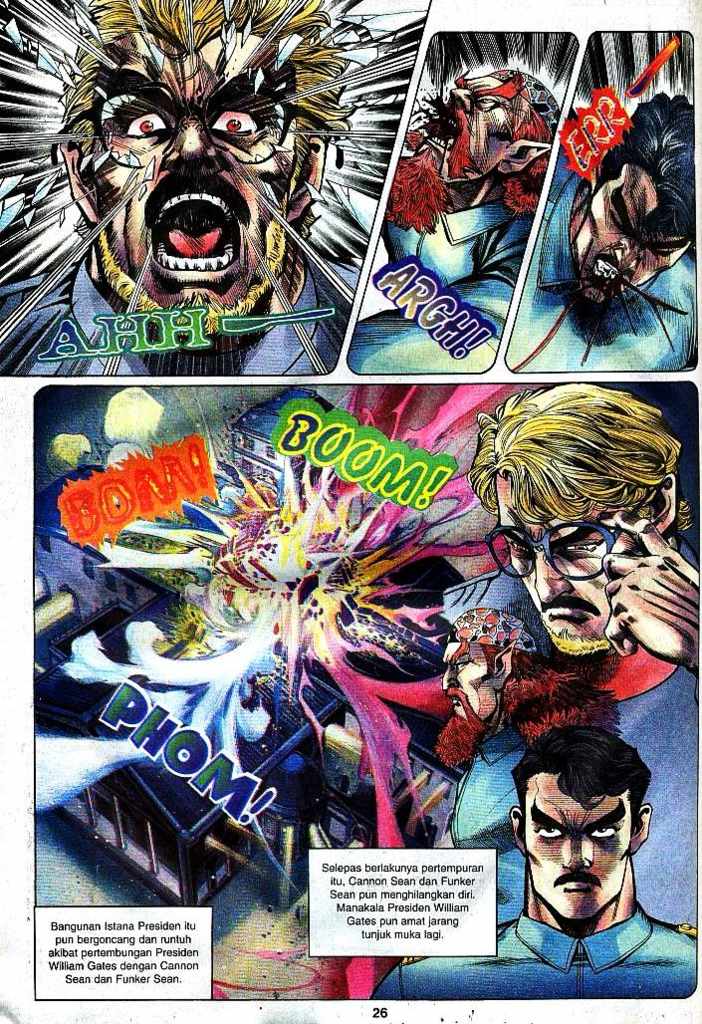 AHH
ARGH!
ERR
BOM!
BOOM!
PHOM!
Selepas berlakunya pertempuran
itu, Cannon Sean dan Funker
Sean pun menghilangkan diri.
Manakala Presiden William
Gates pun amat jarang
tunjuk muka lagi.
Bangunan Istana Presiden itu
pun bergoncang dan runtuh
akibat pertembungan Presiden
William Gates dengan Cannon
Sean dan Funker Sean.
26